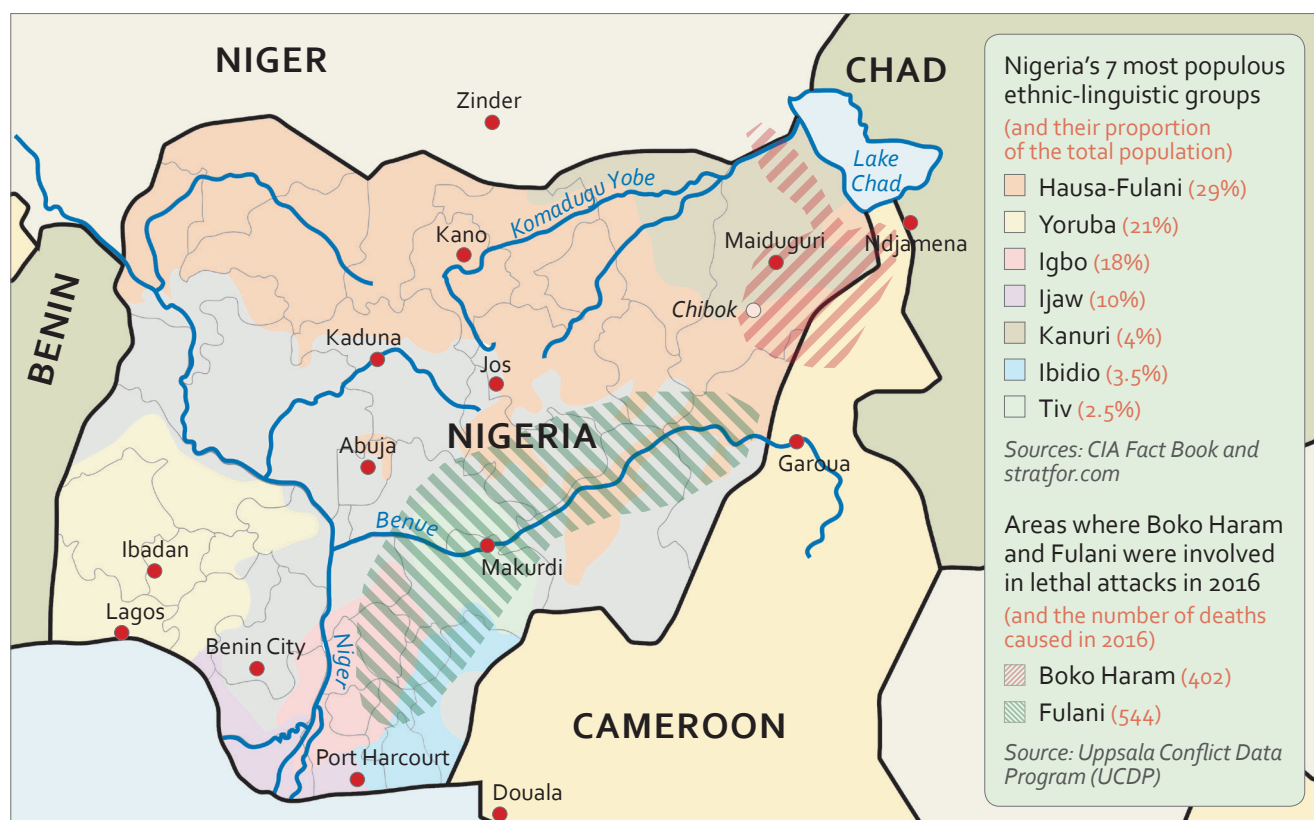 NIGER
CHAD
Zinder
Lake
Chad
Komadugu Yobe
Kano
Maiduguri
Ndjamena
BENIN
Chibok
Kaduna
Jos
NIGERIA
Abuja
Garoua
Benue
Ibadan
Makurdi
Lagos
Benin City
Niger
CAMEROON
Port Harcourt
Douala
Nigeria’s 7 most populous
ethnic-linguistic groups
(and their proportion
of the total population)
Hausa-Fulani (29%)
Yoruba (21%)
Igbo (18%)
Ijaw (10%)
Kanuri (4%)
Ibidio (3.5%)
Tiv (2.5%)
Sources: CIA Fact Book and
stratfor.com
Areas where Boko Haram
and Fulani were involved
in lethal attacks in 2016
(and the number of deaths
caused in 2016)
Boko Haram (402)
Fulani (544)
Source: Uppsala Conflict Data
Program (UCDP)